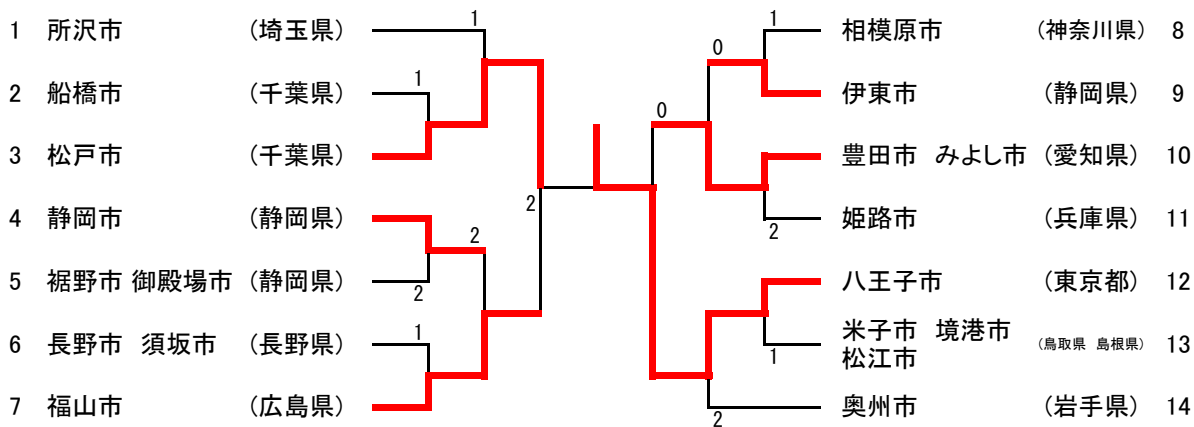 1 所沢市 (埼玉県) 1
2 船橋市 (千葉県) 1
3 松戸市 (千葉県)
4 静岡市 (静岡県) 2
5 裾野市 御殿場市 (静岡県) 2
6 長野市 須坂市 (長野県) 1
7 福山市 (広島県)
2
0
0
1 相模原市 (神奈川県) 8
伊東市 (静岡県) 9
豊田市 みよし市 (愛知県) 10
2 姫路市 (兵庫県) 11
八王子市 (東京都) 12
1 米子市 境港市 (鳥取県 島根県) 13
松江市
2 奥州市 (岩手県) 14